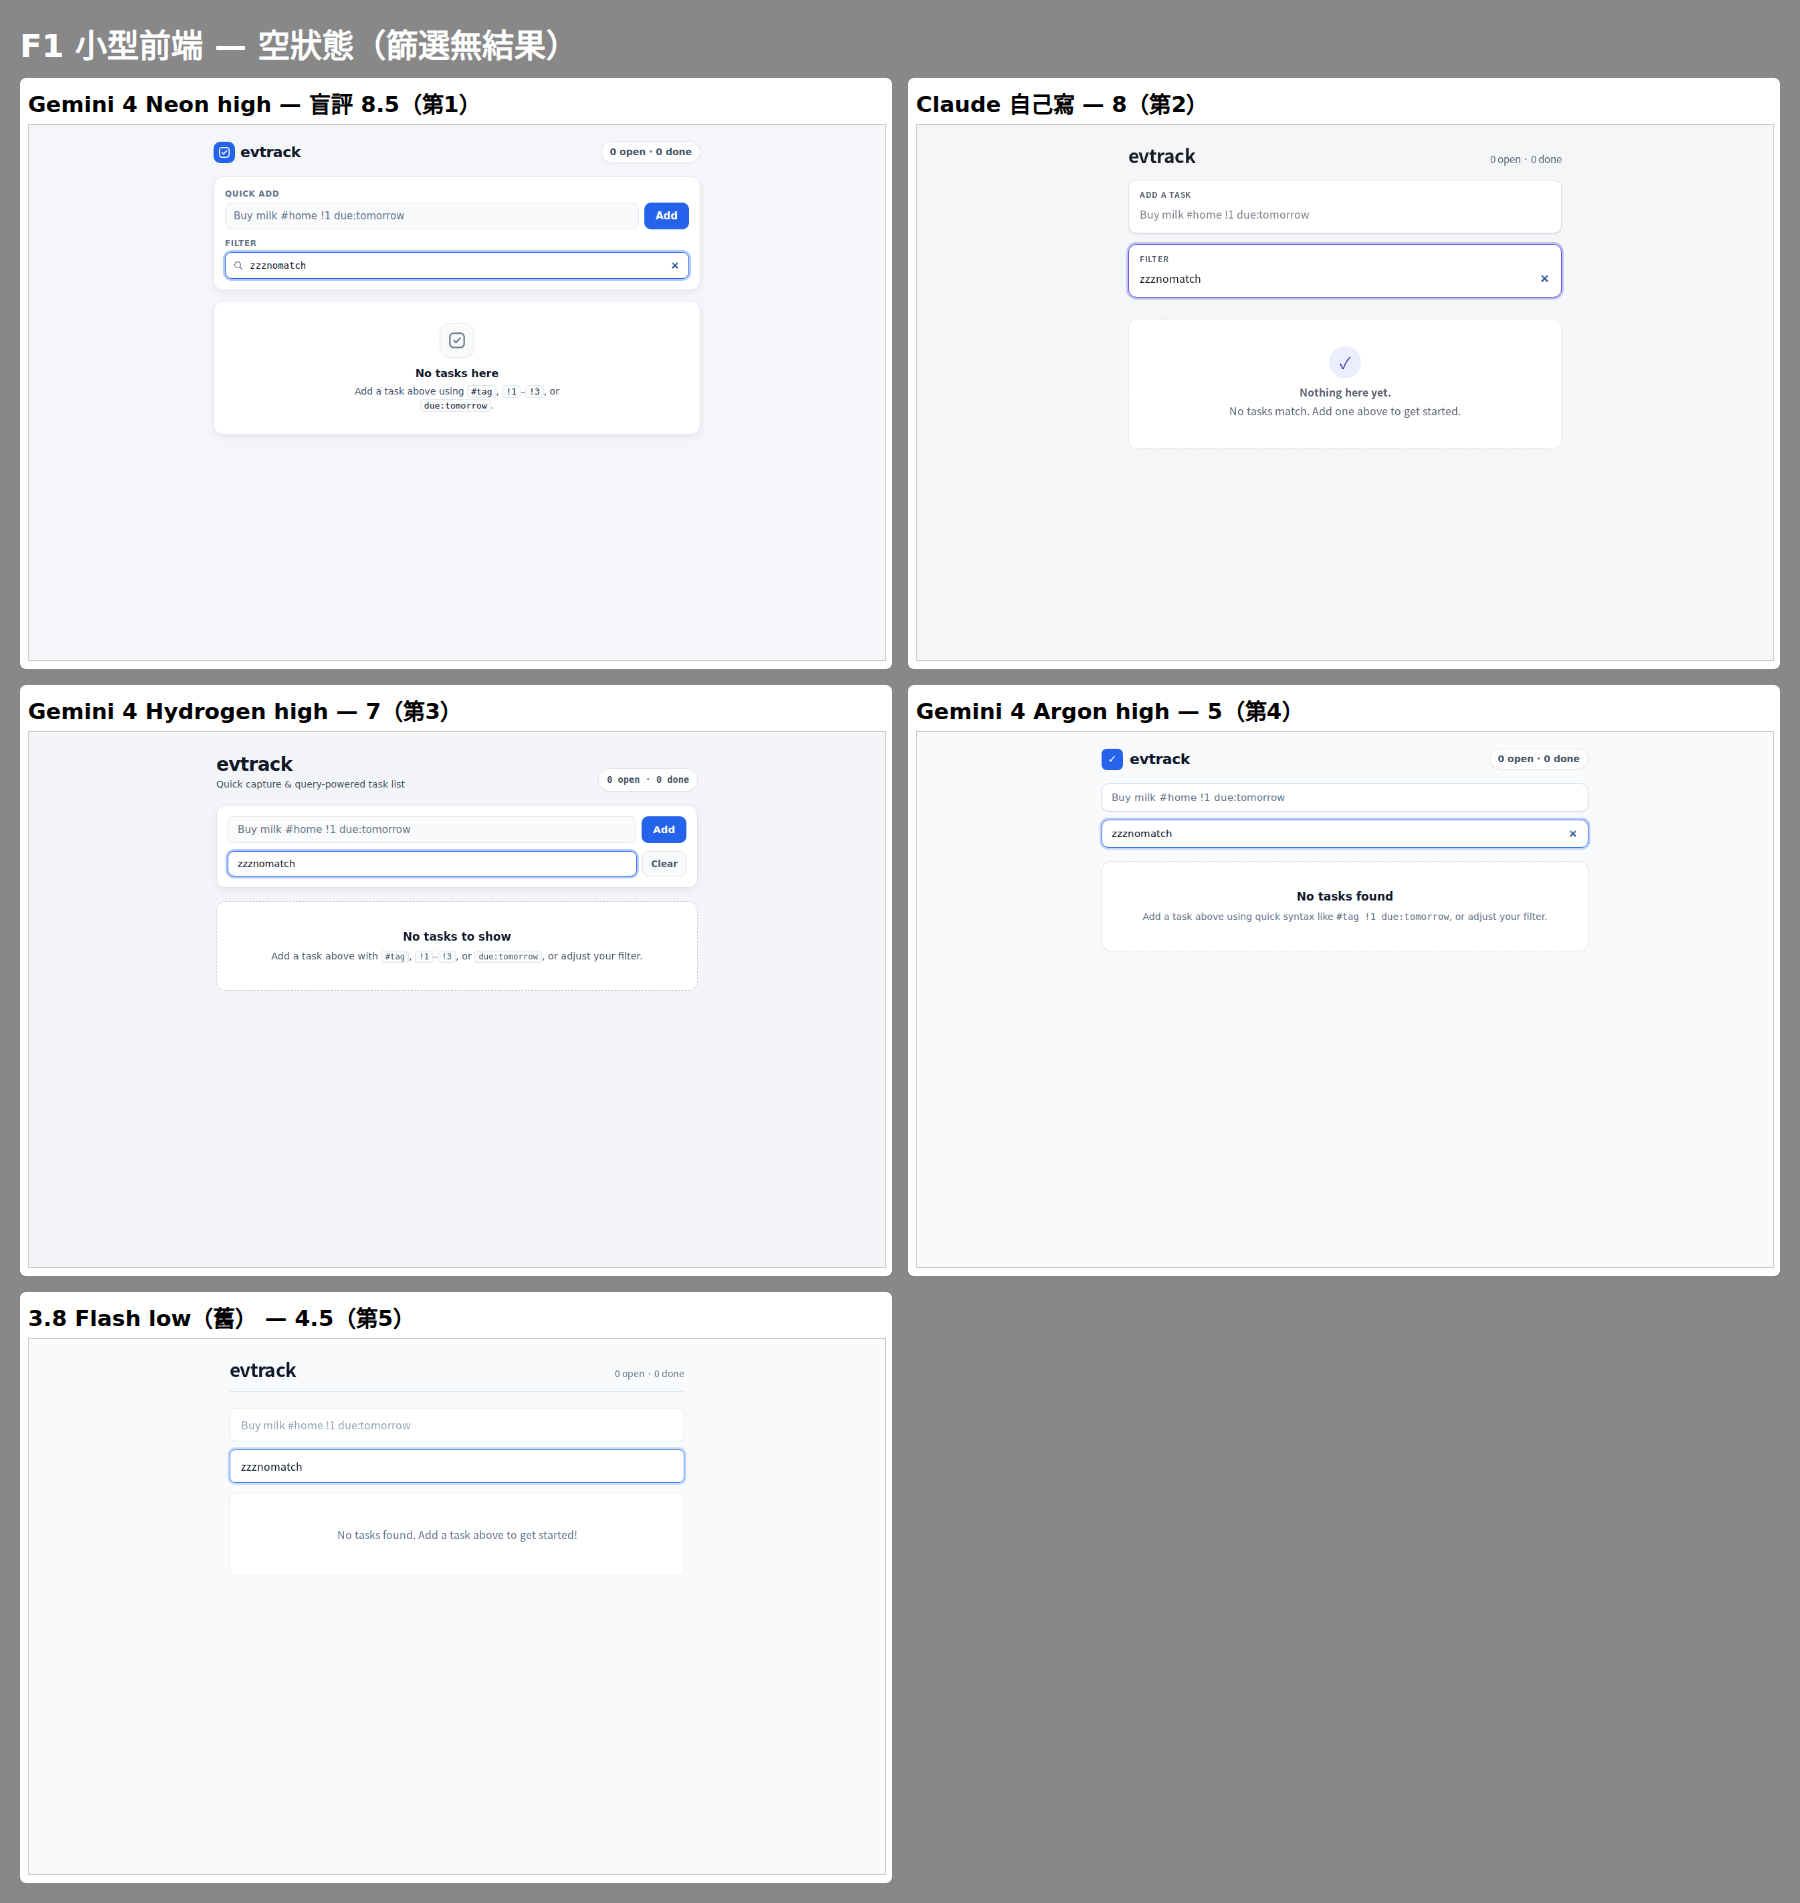 F1 小型前端 — 空狀態（篩選無結果）
Gemini 4 Neon high — 盲評 8.5（第1）
evtrack
0 open · 0 done
QUICK ADD
Buy milk #home !1 due:tomorrow
Add
FILTER
zzznomatch
×
No tasks here
Add a task above using #tag, !1–!3, or
due:tomorrow.
Claude 自己寫 — 8（第2）
evtrack
0 open · 0 done
ADD A TASK
Buy milk #home !1 due:tomorrow
FILTER
zzznomatch
×
✓
Nothing here yet.
No tasks match. Add one above to get started.
Gemini 4 Hydrogen high — 7（第3）
evtrack
Quick capture & query-powered task list
0 open · 0 done
Buy milk #home !1 due:tomorrow
Add
zzznomatch
Clear
No tasks to show
Add a task above with #tag, !1–!3, or due:tomorrow, or adjust your filter.
Gemini 4 Argon high — 5（第4）
✓ evtrack
0 open · 0 done
Buy milk #home !1 due:tomorrow
zzznomatch
×
No tasks found
Add a task above using quick syntax like #tag !1 due:tomorrow, or adjust your filter.
3.8 Flash low（舊） — 4.5（第5）
evtrack
0 open · 0 done
Buy milk #home !1 due:tomorrow
zzznomatch
No tasks found. Add a task above to get started!